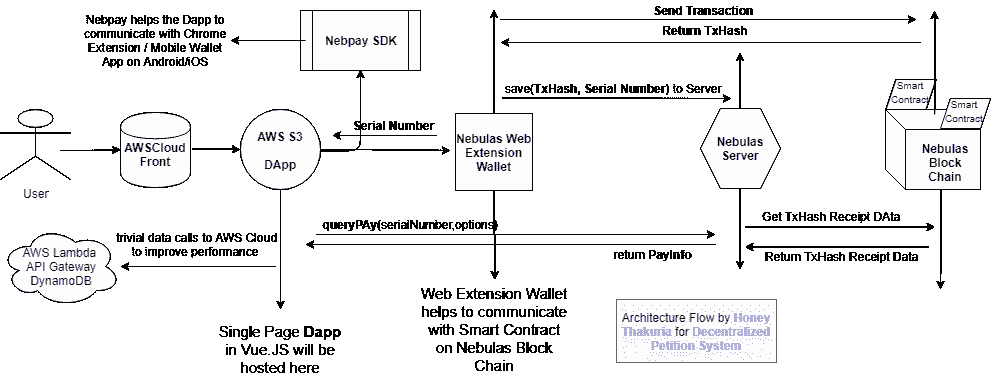 Send Transaction
Return TxHash
Nebpay helps the Dapp to
communicate with Chrome
Extension / Mobile Wallet
App on Android/iOS
Nebpay SDK
save(TxHash, Serial Number) to Server
Smart
Contract
Smart
Contract
Serial Number
User
AWSCloud
Front
AWS S3
DApp
Nebulas Web
Extension
Wallet
Nebulas
Server
Nebulas
Block
Chain
queryPAy(serialNumber,options)
return PayInfo
Get TxHash Receipt DAta
Return TxHash Receipt Data
trivial data calls to AWS Cloud
to improve performance
AWS Lambda
API Gateway
DynamoDB
Single Page Dapp
in Vue.JS will be
hosted here
Web Extension Wallet
helps to communicate
with Smart Contract
on Nebulas Block
Chain
Architecture Flow by Honey
Thakuria for Decentralized
Petition System